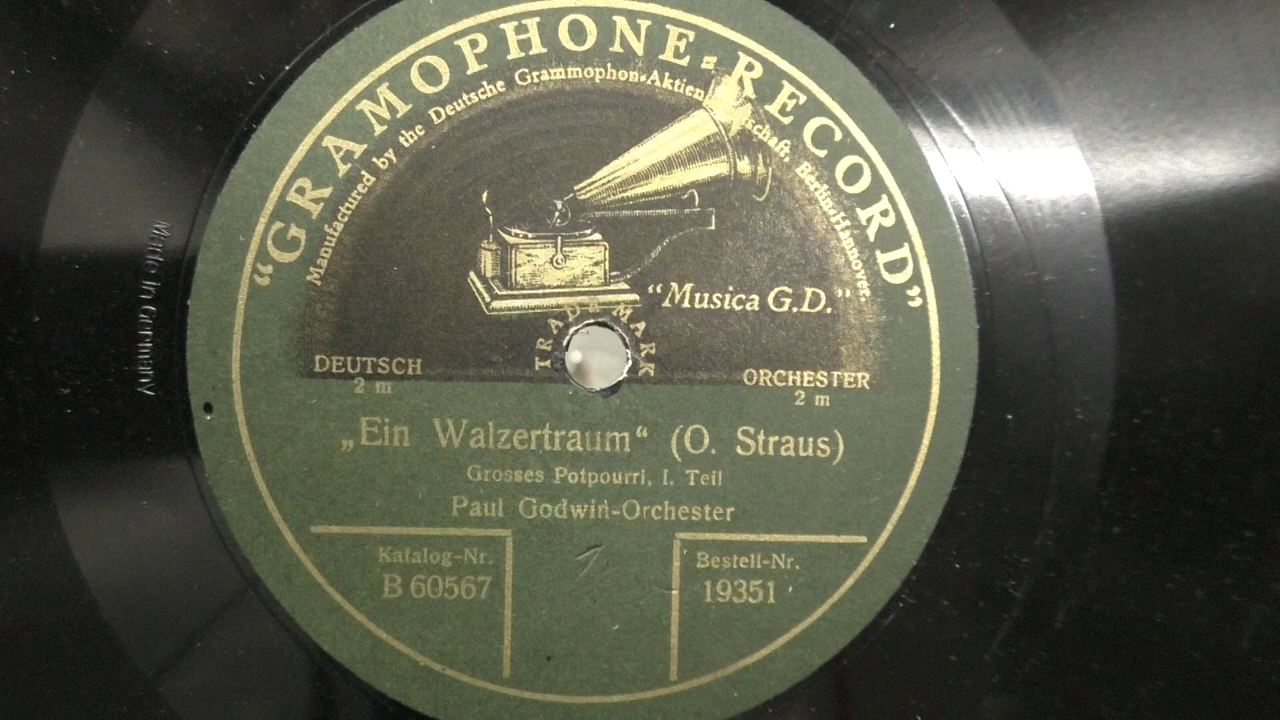 "GRAMOPHONE=RECORD"
Manufactured by the Deutsche Grammophon=Aktien schaft, Berlin=Hannover.
"Musica G.D."
TRADE MARK
Made in Germany
DEUTSCH
2 m
ORCHESTER
2 m
„Ein Walzertraum“ (O. Straus)
Grosses Potpourri, I. Teil
Paul Godwin-Orchester
Katalog-Nr.
B 60567
Bestell-Nr.
19351